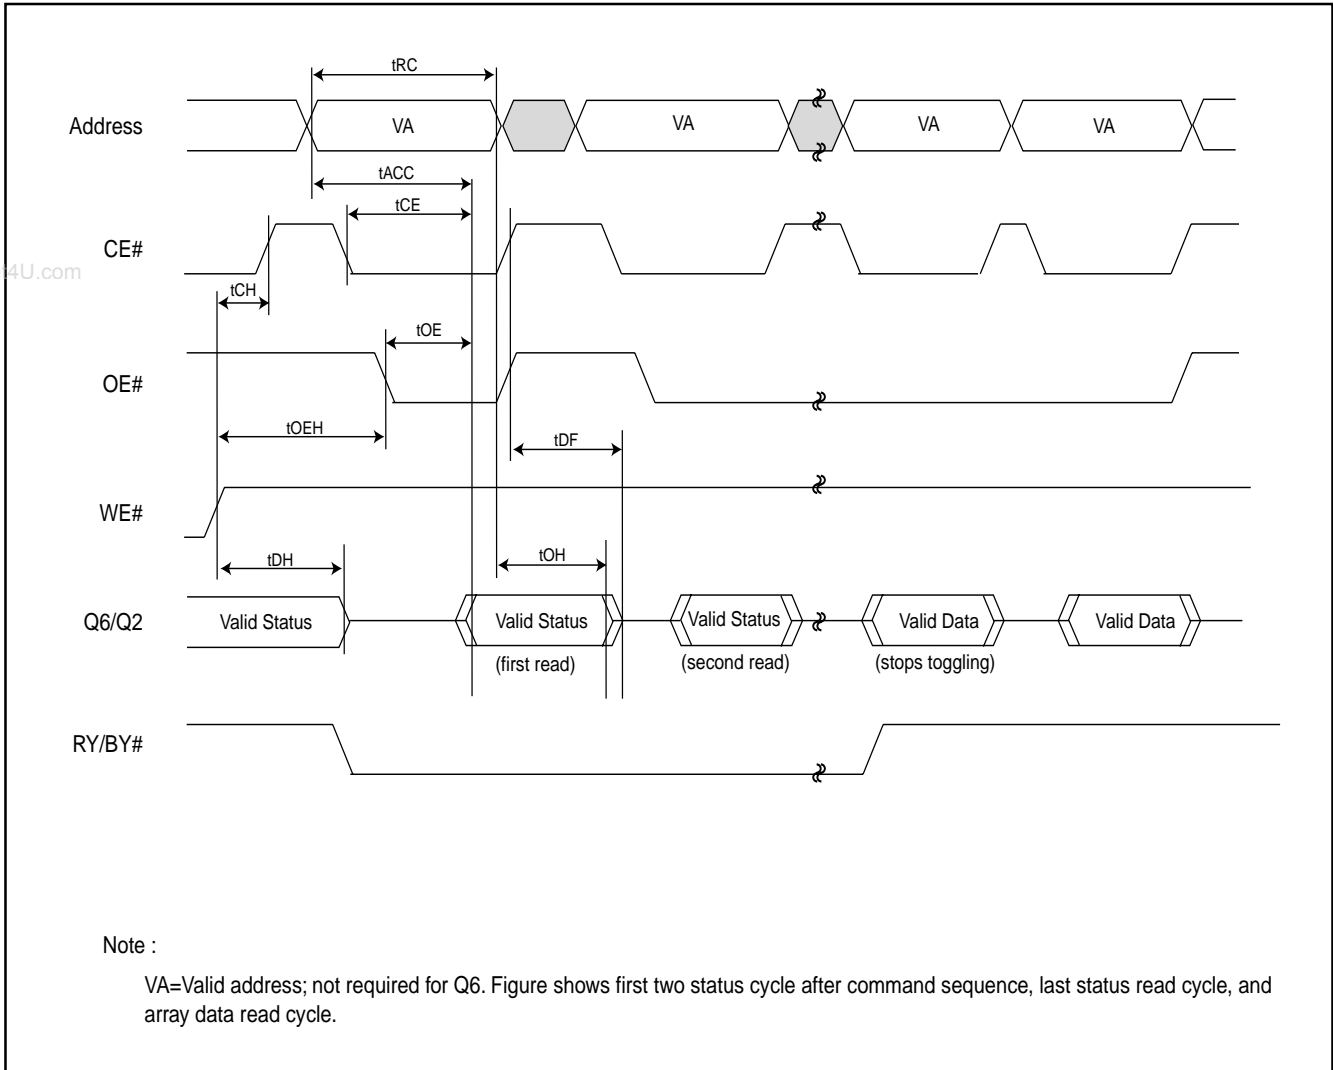 tRC
Address
VA
VA
VA
VA
tACC
tCE
CE#
t4U.com
tCH
tOE
OE#
tOEH
tDF
WE#
tDH
tOH
Q6/Q2
Valid Status
Valid Status
Valid Status
Valid Data
Valid Data
(first read)
(second read)
(stops toggling)
RY/BY#
Note :
VA=Valid address; not required for Q6. Figure shows first two status cycle after command sequence, last status read cycle, and
array data read cycle.